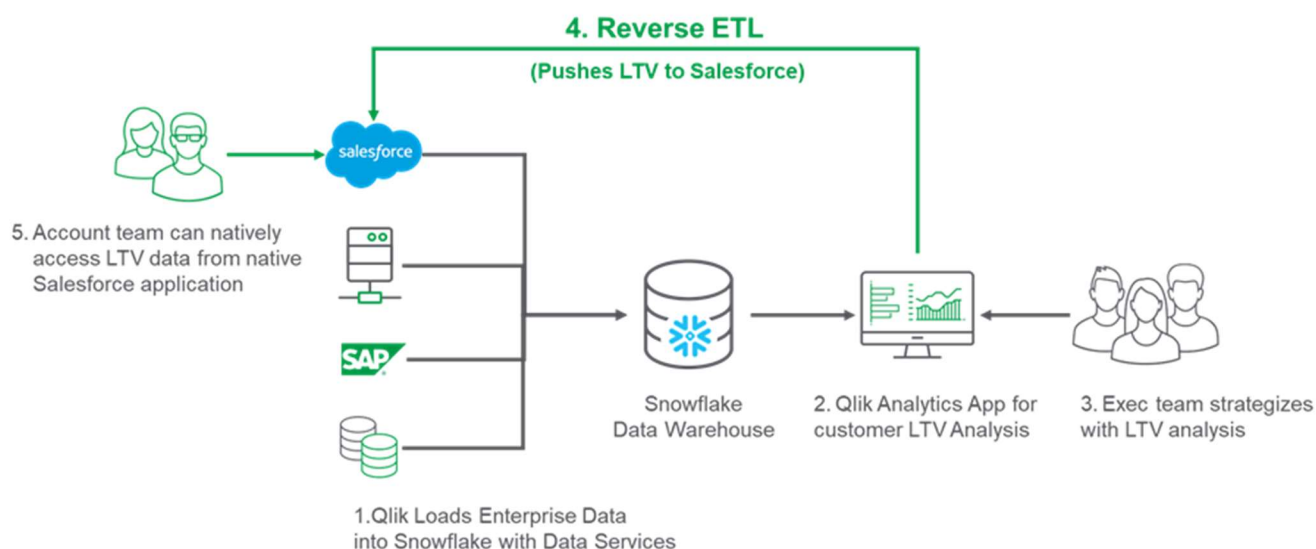 4. Reverse ETL
(Pushes LTV to Salesforce)
salesforce
5. Account team can natively
access LTV data from native
Salesforce application
SAP
Snowflake
Data Warehouse
2. Qlik Analytics App for
customer LTV Analysis
3. Exec team strategizes
with LTV analysis
1.Qlik Loads Enterprise Data
into Snowflake with Data Services